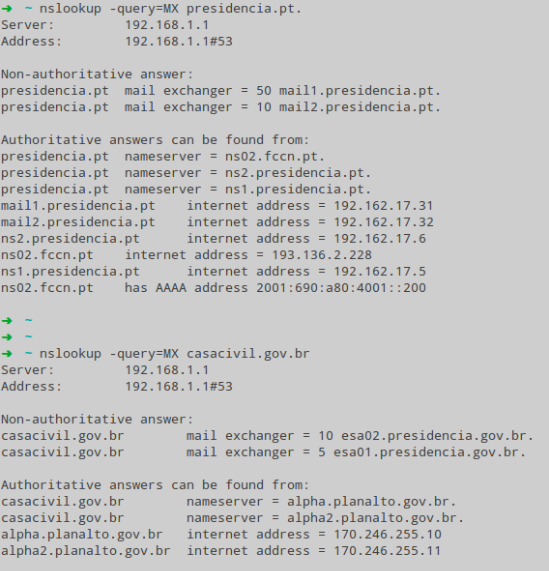 ➜ ~ nslookup -query=MX presidencia.pt.
Server: 192.168.1.1
Address: 192.168.1.1#53
Non-authoritative answer:
presidencia.pt mail exchanger = 50 mail1.presidencia.pt.
presidencia.pt mail exchanger = 10 mail2.presidencia.pt.
Authoritative answers can be found from:
presidencia.pt nameserver = ns02.fccn.pt.
presidencia.pt nameserver = ns2.presidencia.pt.
presidencia.pt nameserver = ns1.presidencia.pt.
mail1.presidencia.pt internet address = 192.162.17.31
mail2.presidencia.pt internet address = 192.162.17.32
ns2.presidencia.pt internet address = 192.162.17.6
ns02.fccn.pt internet address = 193.136.2.228
ns1.presidencia.pt internet address = 192.162.17.5
ns02.fccn.pt has AAAA address 2001:690:a80:4001::200
➜ ~
➜ ~
➜ ~ nslookup -query=MX casacivil.gov.br
Server: 192.168.1.1
Address: 192.168.1.1#53
Non-authoritative answer:
casacivil.gov.br mail exchanger = 10 esa02.presidencia.gov.br.
casacivil.gov.br mail exchanger = 5 esa01.presidencia.gov.br.
Authoritative answers can be found from:
casacivil.gov.br nameserver = alpha.planalto.gov.br.
casacivil.gov.br nameserver = alpha2.planalto.gov.br.
alpha.planalto.gov.br internet address = 170.246.255.10
alpha2.planalto.gov.br internet address = 170.246.255.11